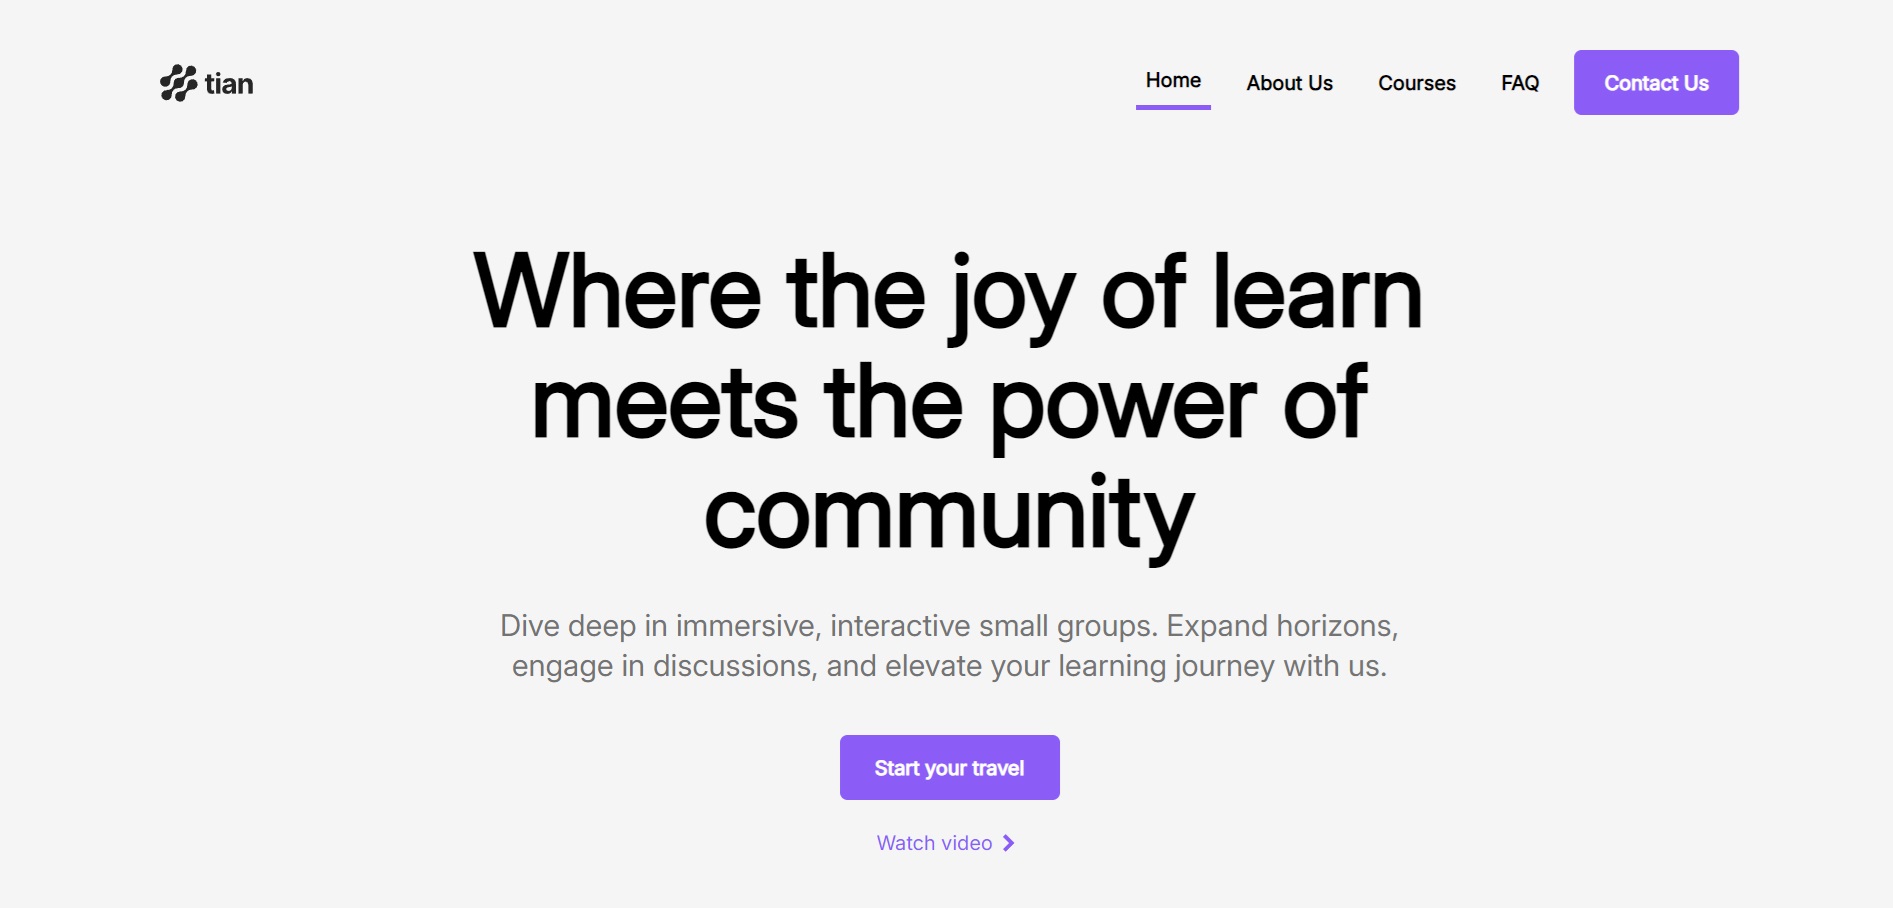 tian
Home
About Us
Courses
FAQ
Contact Us
Where the joy of learn
meets the power of
community
Dive deep in immersive, interactive small groups. Expand horizons,
engage in discussions, and elevate your learning journey with us.
Start your travel
Watch video